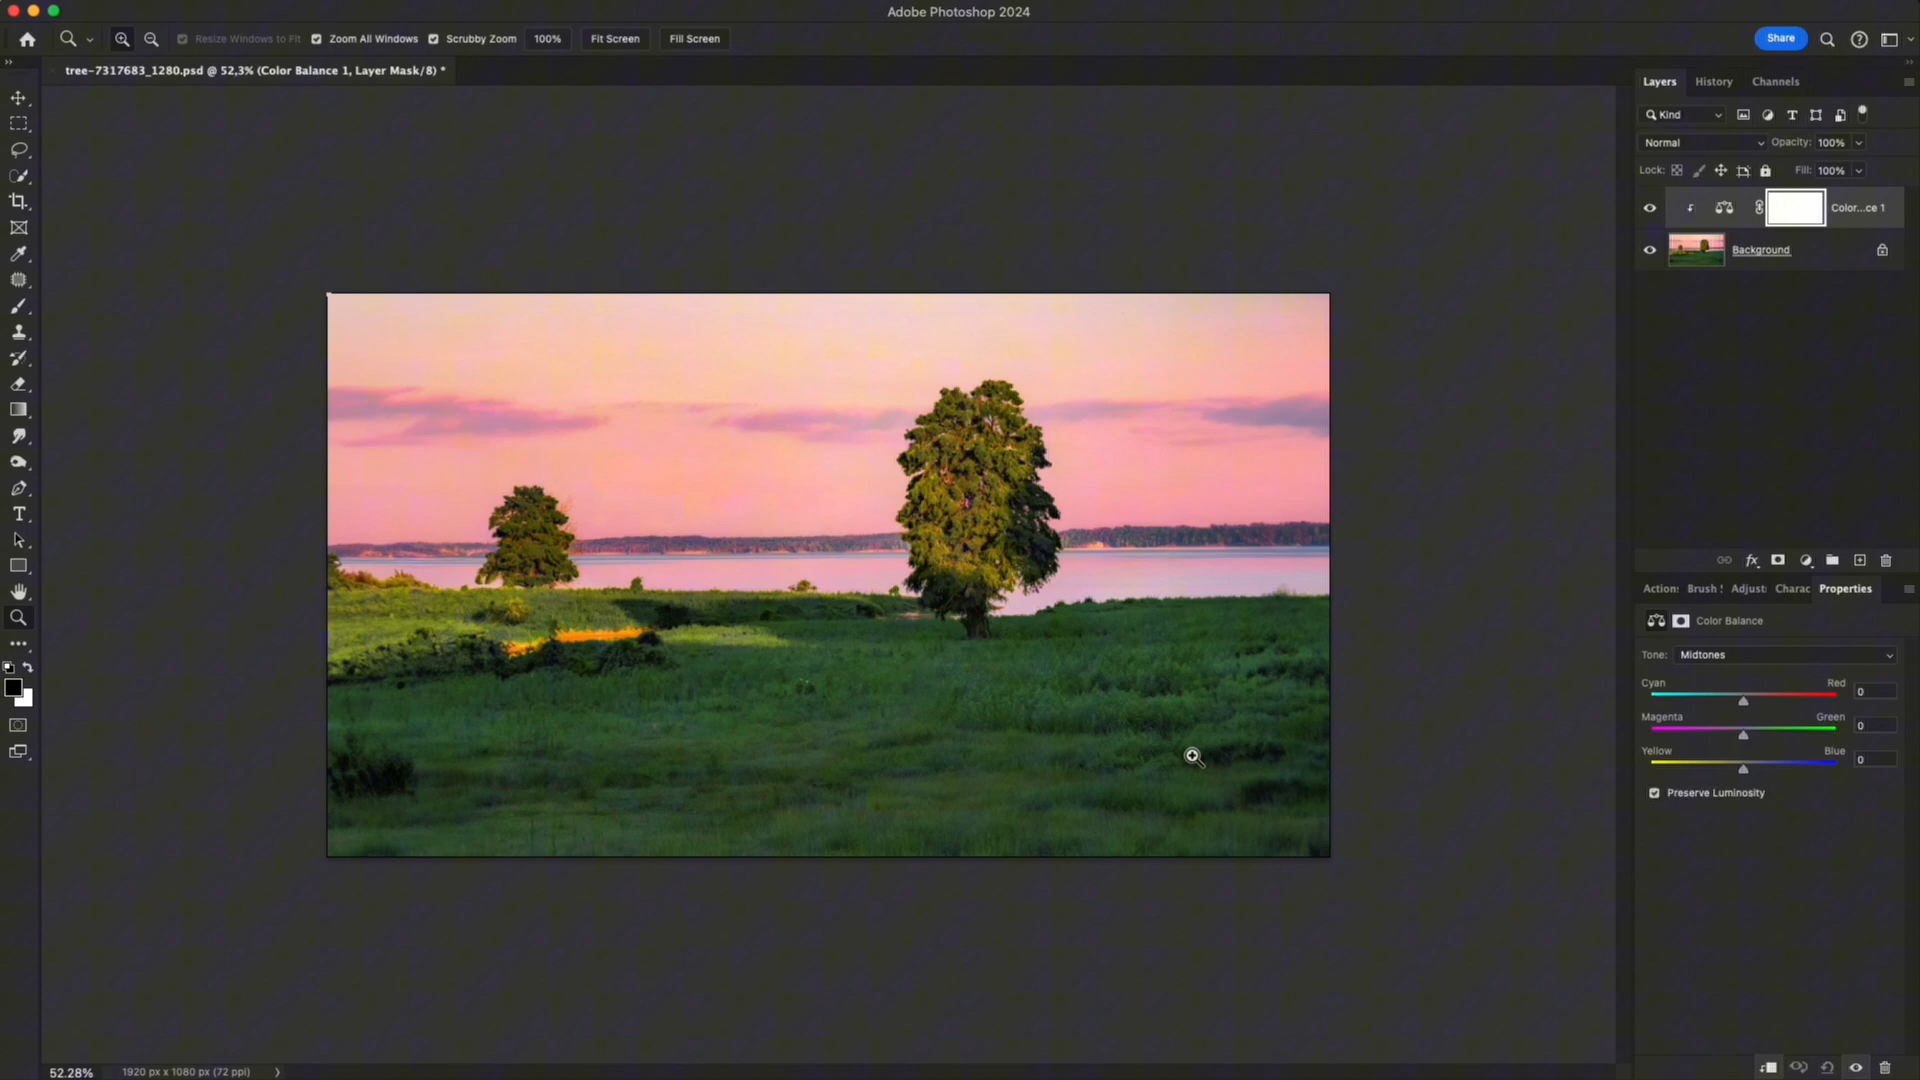 Adobe Photoshop 2024
Resize Windows to Fit Zoom All Windows Scrubby Zoom 100% Fit Screen Fill Screen Share
tree-7317683_1280.psd @ 52,3% (Color Balance 1, Layer Mask/8) *
Layers History Channels
Kind
Normal Opacity: 100%
Lock: Fill: 100%
Color...ce 1
Background
fx
Action: Brush Adjust Charac Properties
Color Balance
Tone: Midtones
Cyan Red 0
Magenta Green 0
Yellow Blue 0
Preserve Luminosity
52.28% 1920 px x 1080 px (72 ppi)